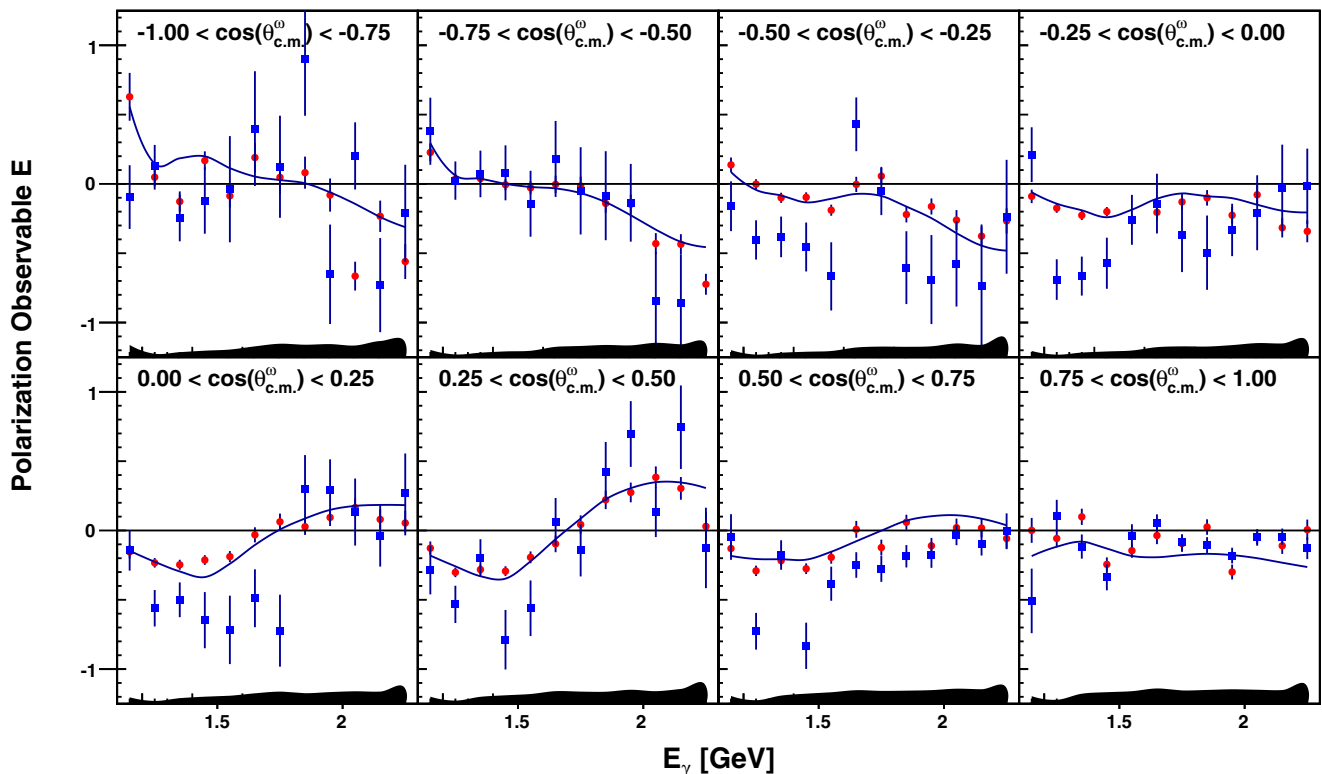 -1.00 < cos(θ^ω_c.m.) < -0.75
-0.75 < cos(θ^ω_c.m.) < -0.50
-0.50 < cos(θ^ω_c.m.) < -0.25
-0.25 < cos(θ^ω_c.m.) < 0.00
1
0
-1
Polarization Observable E
0.00 < cos(θ^ω_c.m.) < 0.25
0.25 < cos(θ^ω_c.m.) < 0.50
0.50 < cos(θ^ω_c.m.) < 0.75
0.75 < cos(θ^ω_c.m.) < 1.00
1
0
-1
1.5 2 1.5 2 1.5 2 1.5 2
E_γ [GeV]